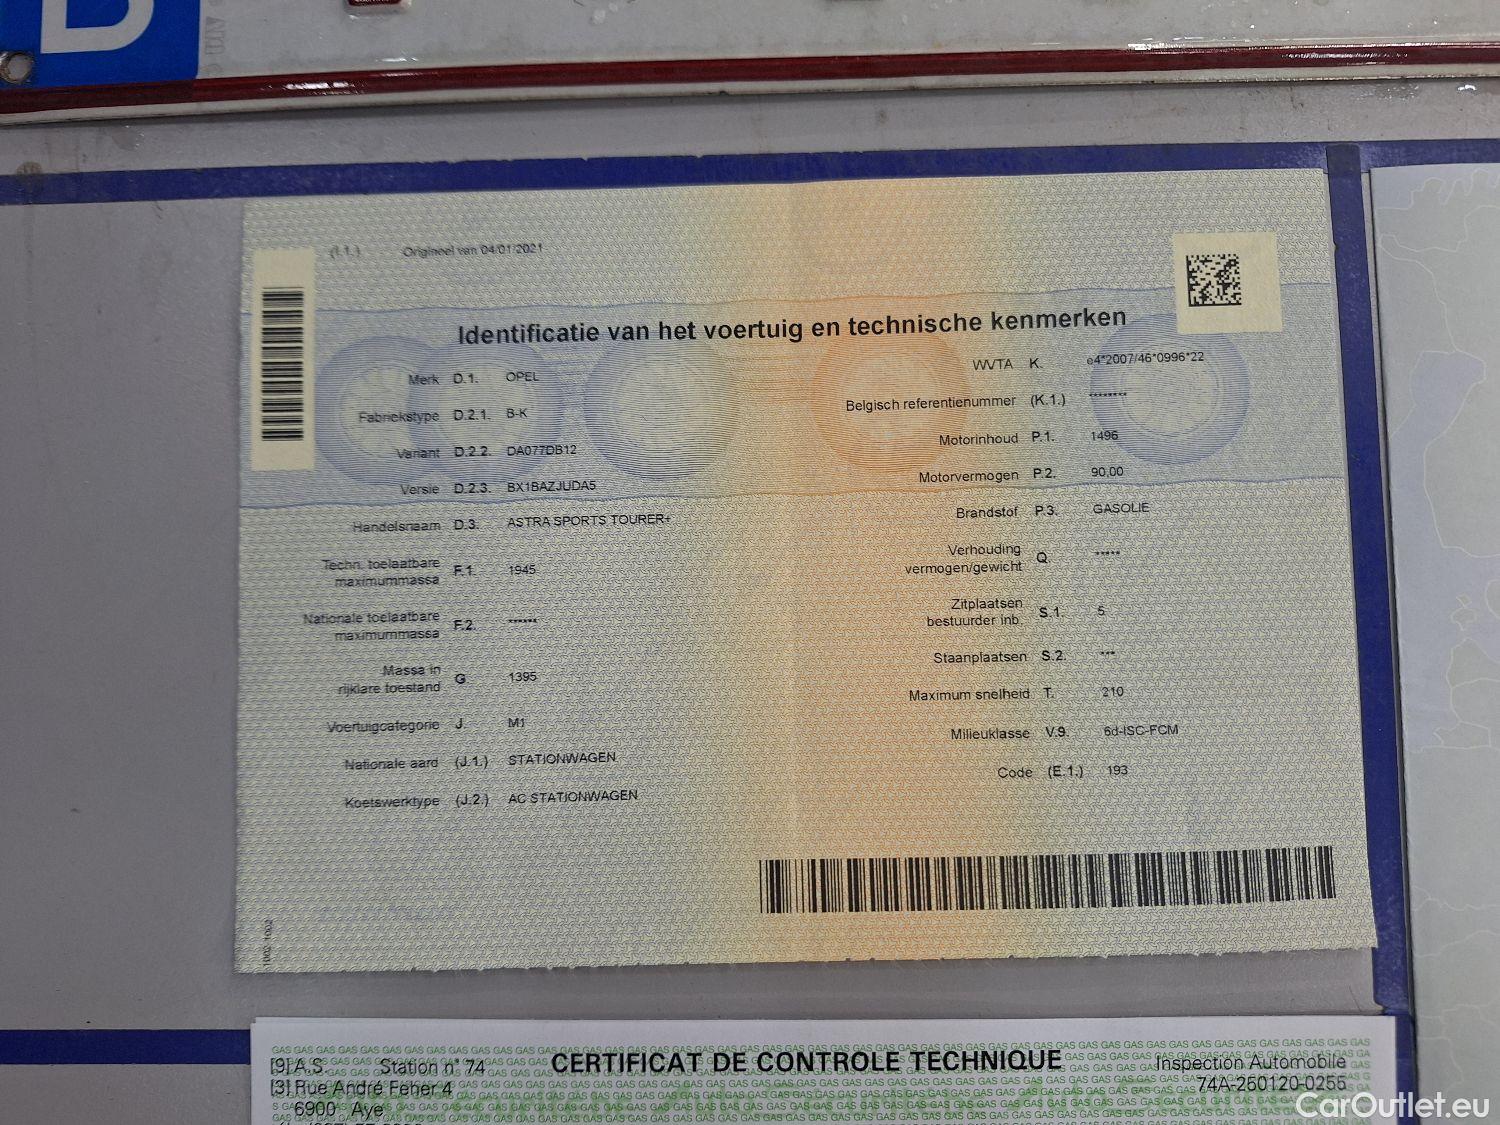 B
(I.1.) Origineel van 04/01/2021
Identificatie van het voertuig en technische kenmerken
Merk D.1. OPEL
Fabriekstype D.2.1. B-K
Variant D.2.2. DA077DB12
Versie D.2.3. BX1BAZJUDA5
Handelsnaam D.3. ASTRA SPORTS TOURER+
Techn. toelaatbare
maximummassa F.1. 1945
Nationale toelaatbare
maximummassa F.2. ******
Massa in
rijklare toestand G 1395
Voertuigcategorie J. M1
Nationale aard (J.1.) STATIONWAGEN
Koetswerktype (J.2.) AC STATIONWAGEN
WVTA K. e4*2007/46*0996*22
Belgisch referentienummer (K.1.) ********
Motorinhoud P.1. 1496
Motorvermogen P.2. 90,00
Brandstof P.3. GASOLIE
Verhouding
vermogen/gewicht Q. *****
Zitplaatsen
bestuurder inb. S.1. 5
Staanplaatsen S.2. ***
Maximum snelheid T. 210
Milieuklasse V.9. 6d-ISC-FCM
Code (E.1.) 193
[9] A.S. Station n° 74 CERTIFICAT DE CONTROLE TECHNIQUE Inspection Automobile
[3] Rue André Feher 4 74A-260120-0255
6900 Aye
CarOutlet.eu